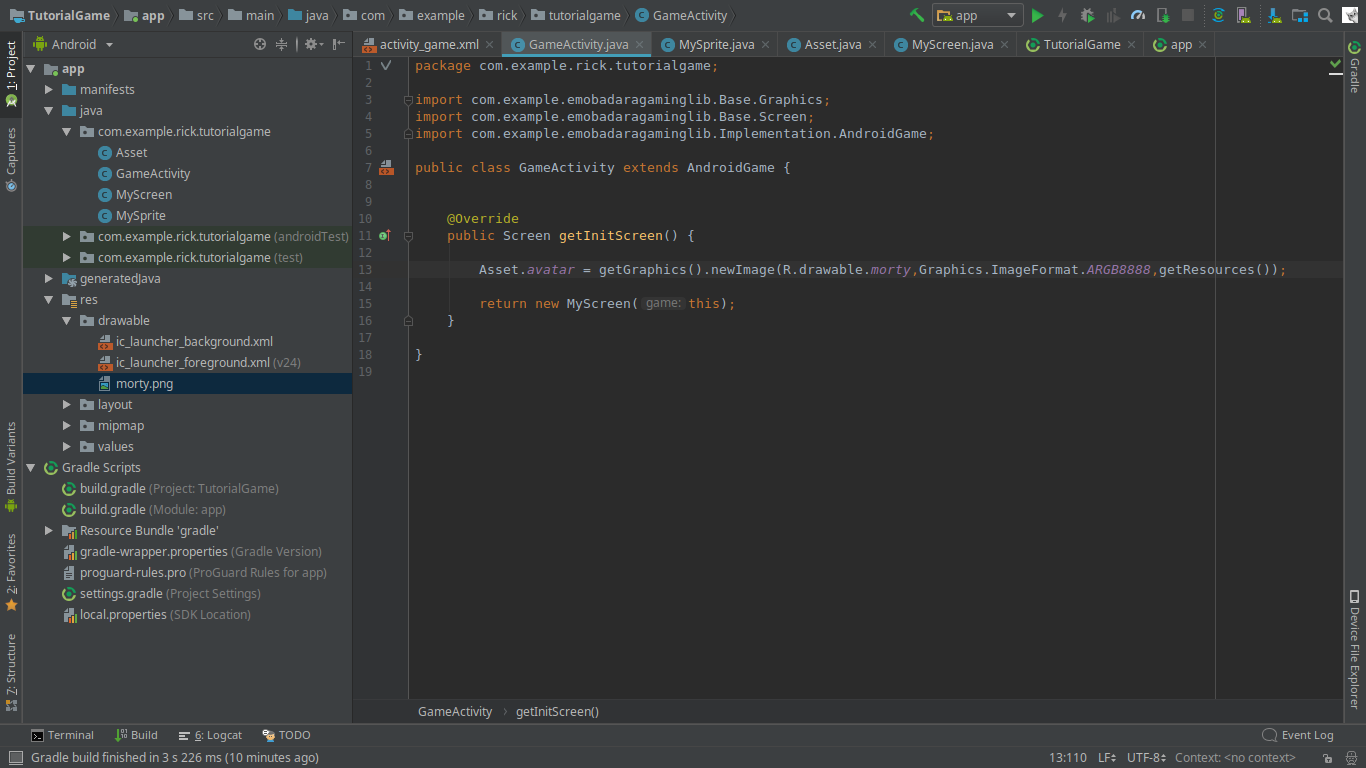 TutorialGame app src main java com example rick tutorialgame GameActivity app
1: Project
Captures
Build Variants
2: Favorites
7: Structure
Android
app
manifests
java
com.example.rick.tutorialgame
Asset
GameActivity
MyScreen
MySprite
com.example.rick.tutorialgame (androidTest)
com.example.rick.tutorialgame (test)
generatedJava
res
drawable
ic_launcher_background.xml
ic_launcher_foreground.xml (v24)
morty.png
layout
mipmap
values
Gradle Scripts
build.gradle (Project: TutorialGame)
build.gradle (Module: app)
Resource Bundle 'gradle'
gradle-wrapper.properties (Gradle Version)
proguard-rules.pro (ProGuard Rules for app)
settings.gradle (Project Settings)
local.properties (SDK Location)
activity_game.xml GameActivity.java MySprite.java Asset.java MyScreen.java TutorialGame app
1 package com.example.rick.tutorialgame;
2
3 import com.example.emobadaragaminglib.Base.Graphics;
4 import com.example.emobadaragaminglib.Base.Screen;
5 import com.example.emobadaragaminglib.Implementation.AndroidGame;
6
7 public class GameActivity extends AndroidGame {
8
9
10 @Override
11 public Screen getInitScreen() {
12
13 Asset.avatar = getGraphics().newImage(R.drawable.morty,Graphics.ImageFormat.ARGB8888,getResources());
14
15 return new MyScreen( game: this);
16 }
17
18 }
19
GameActivity getInitScreen()
Gradle
Device File Explorer
Terminal Build 6: Logcat TODO Event Log
Gradle build finished in 3 s 226 ms (10 minutes ago) 13:110 LF UTF-8 Context: <no context>